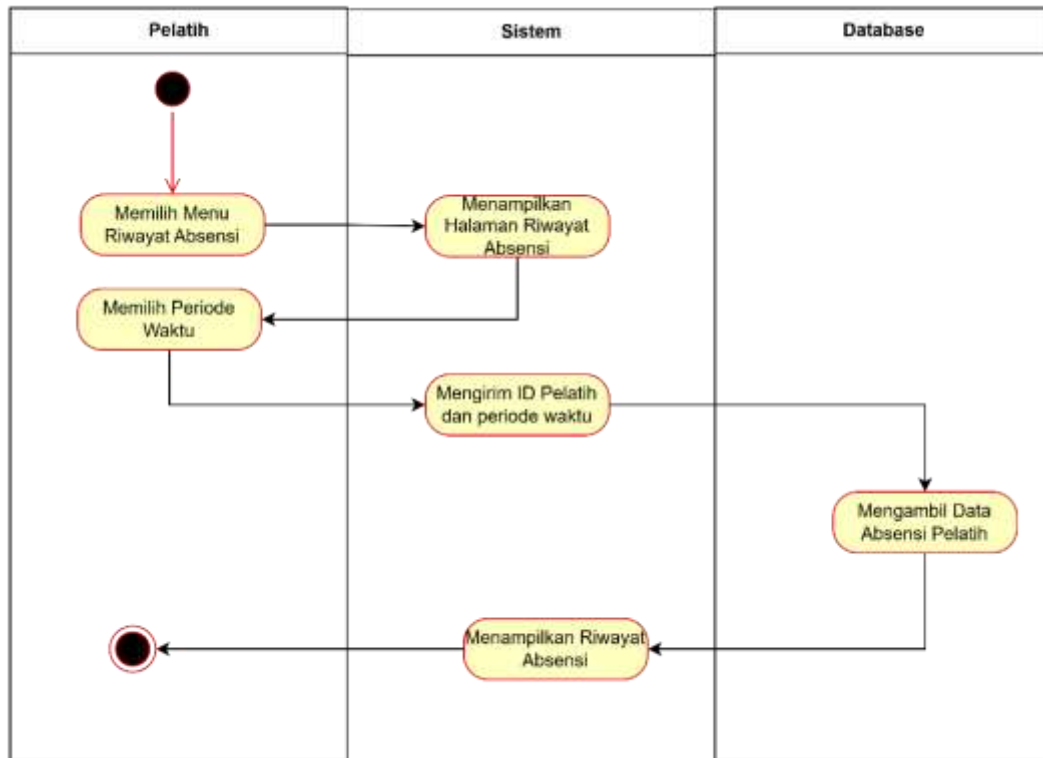 Pelatih
Sistem
Database
Memilih Menu
Riwayat Absensi
Menampilkan
Halaman Riwayat
Absensi
Memilih Periode
Waktu
Mengirim ID Pelatih
dan periode waktu
Mengambil Data
Absensi Pelatih
Menampilkan Riwayat
Absensi